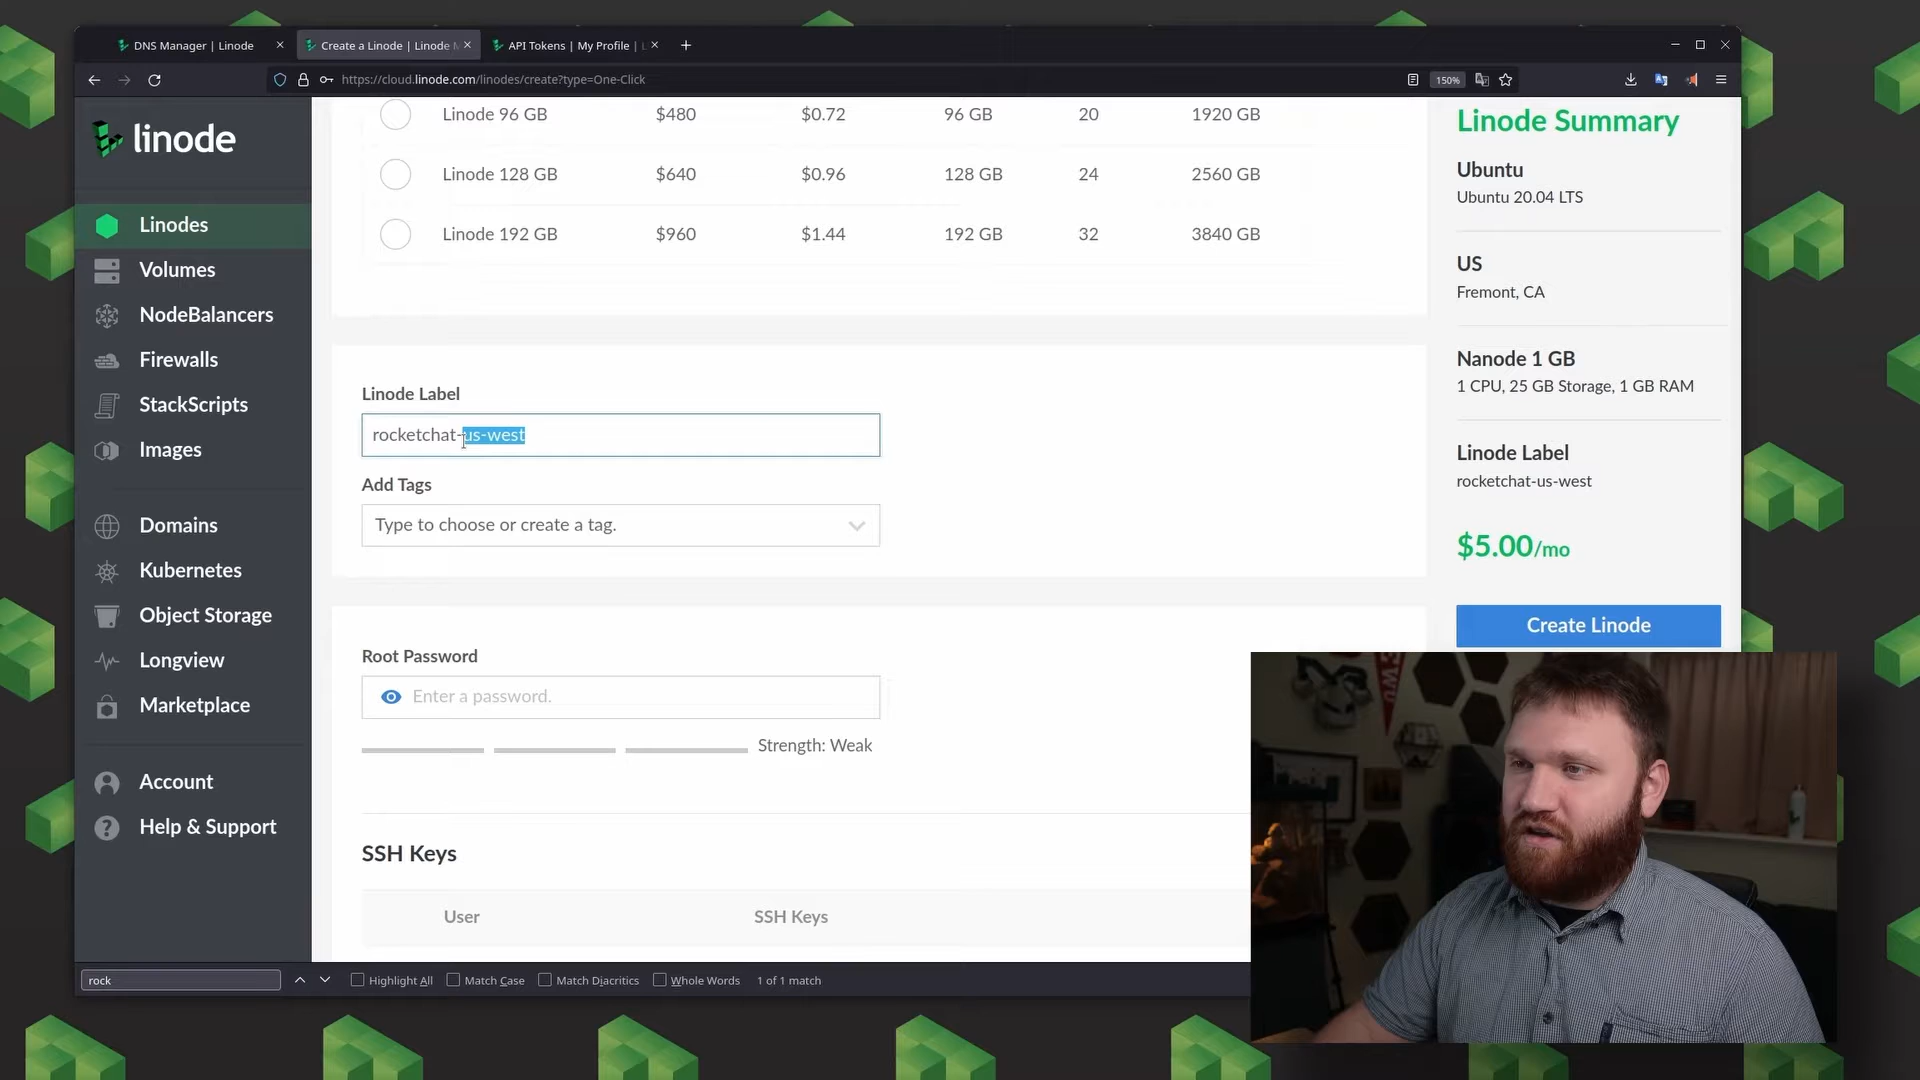 DNS Manager | Linode
Create a Linode | Linode M
API Tokens | My Profile | L
https://cloud.linode.com/linodes/create?type=One-Click
150%
linode
Linodes
Volumes
NodeBalancers
Firewalls
StackScripts
Images
Domains
Kubernetes
Object Storage
Longview
Marketplace
Account
Help & Support
Linode 96 GB $480 $0.72 96 GB 20 1920 GB
Linode 128 GB $640 $0.96 128 GB 24 2560 GB
Linode 192 GB $960 $1.44 192 GB 32 3840 GB
Linode Label
rocketchat-us-west
Add Tags
Type to choose or create a tag.
Root Password
Enter a password.
Strength: Weak
SSH Keys
User SSH Keys
Linode Summary
Ubuntu
Ubuntu 20.04 LTS
US
Fremont, CA
Nanode 1 GB
1 CPU, 25 GB Storage, 1 GB RAM
Linode Label
rocketchat-us-west
$5.00/mo
Create Linode
rock
Highlight All
Match Case
Match Diacritics
Whole Words
1 of 1 match